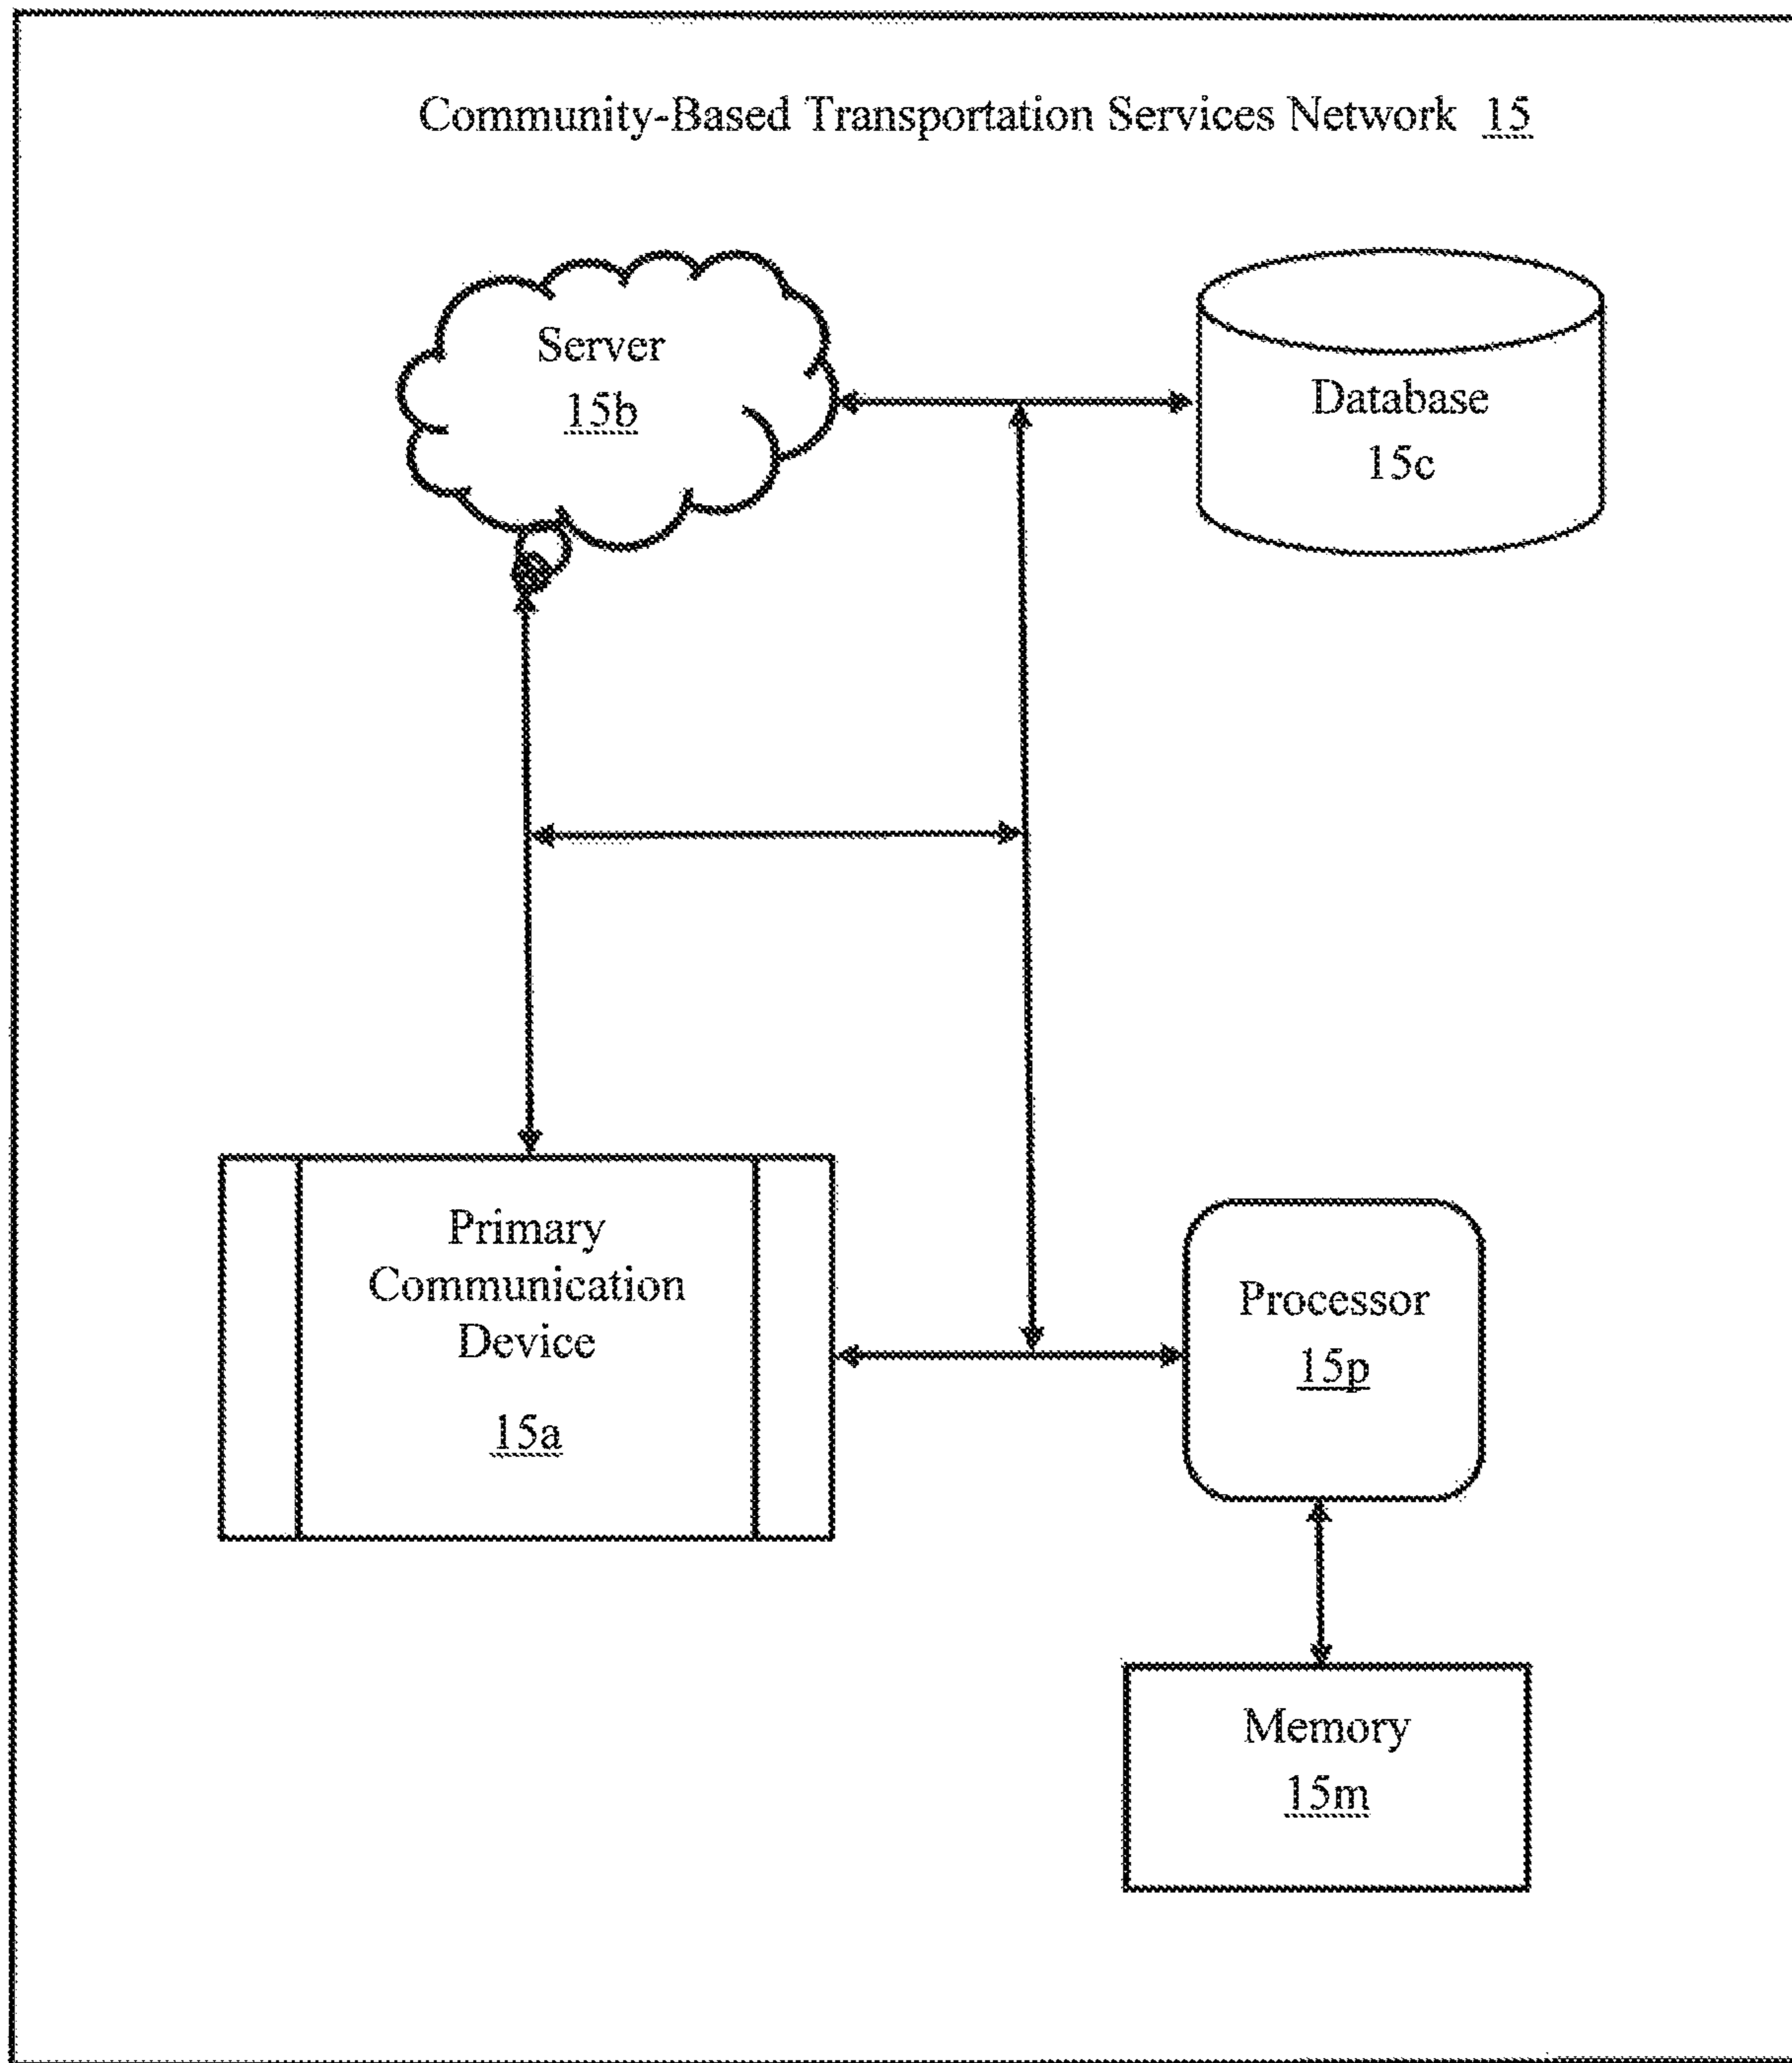 Community-Based Transportation Services Network 15
Server
15b
Database
15c
Primary
Communication
Device
15a
Processor
15p
Memory
15m